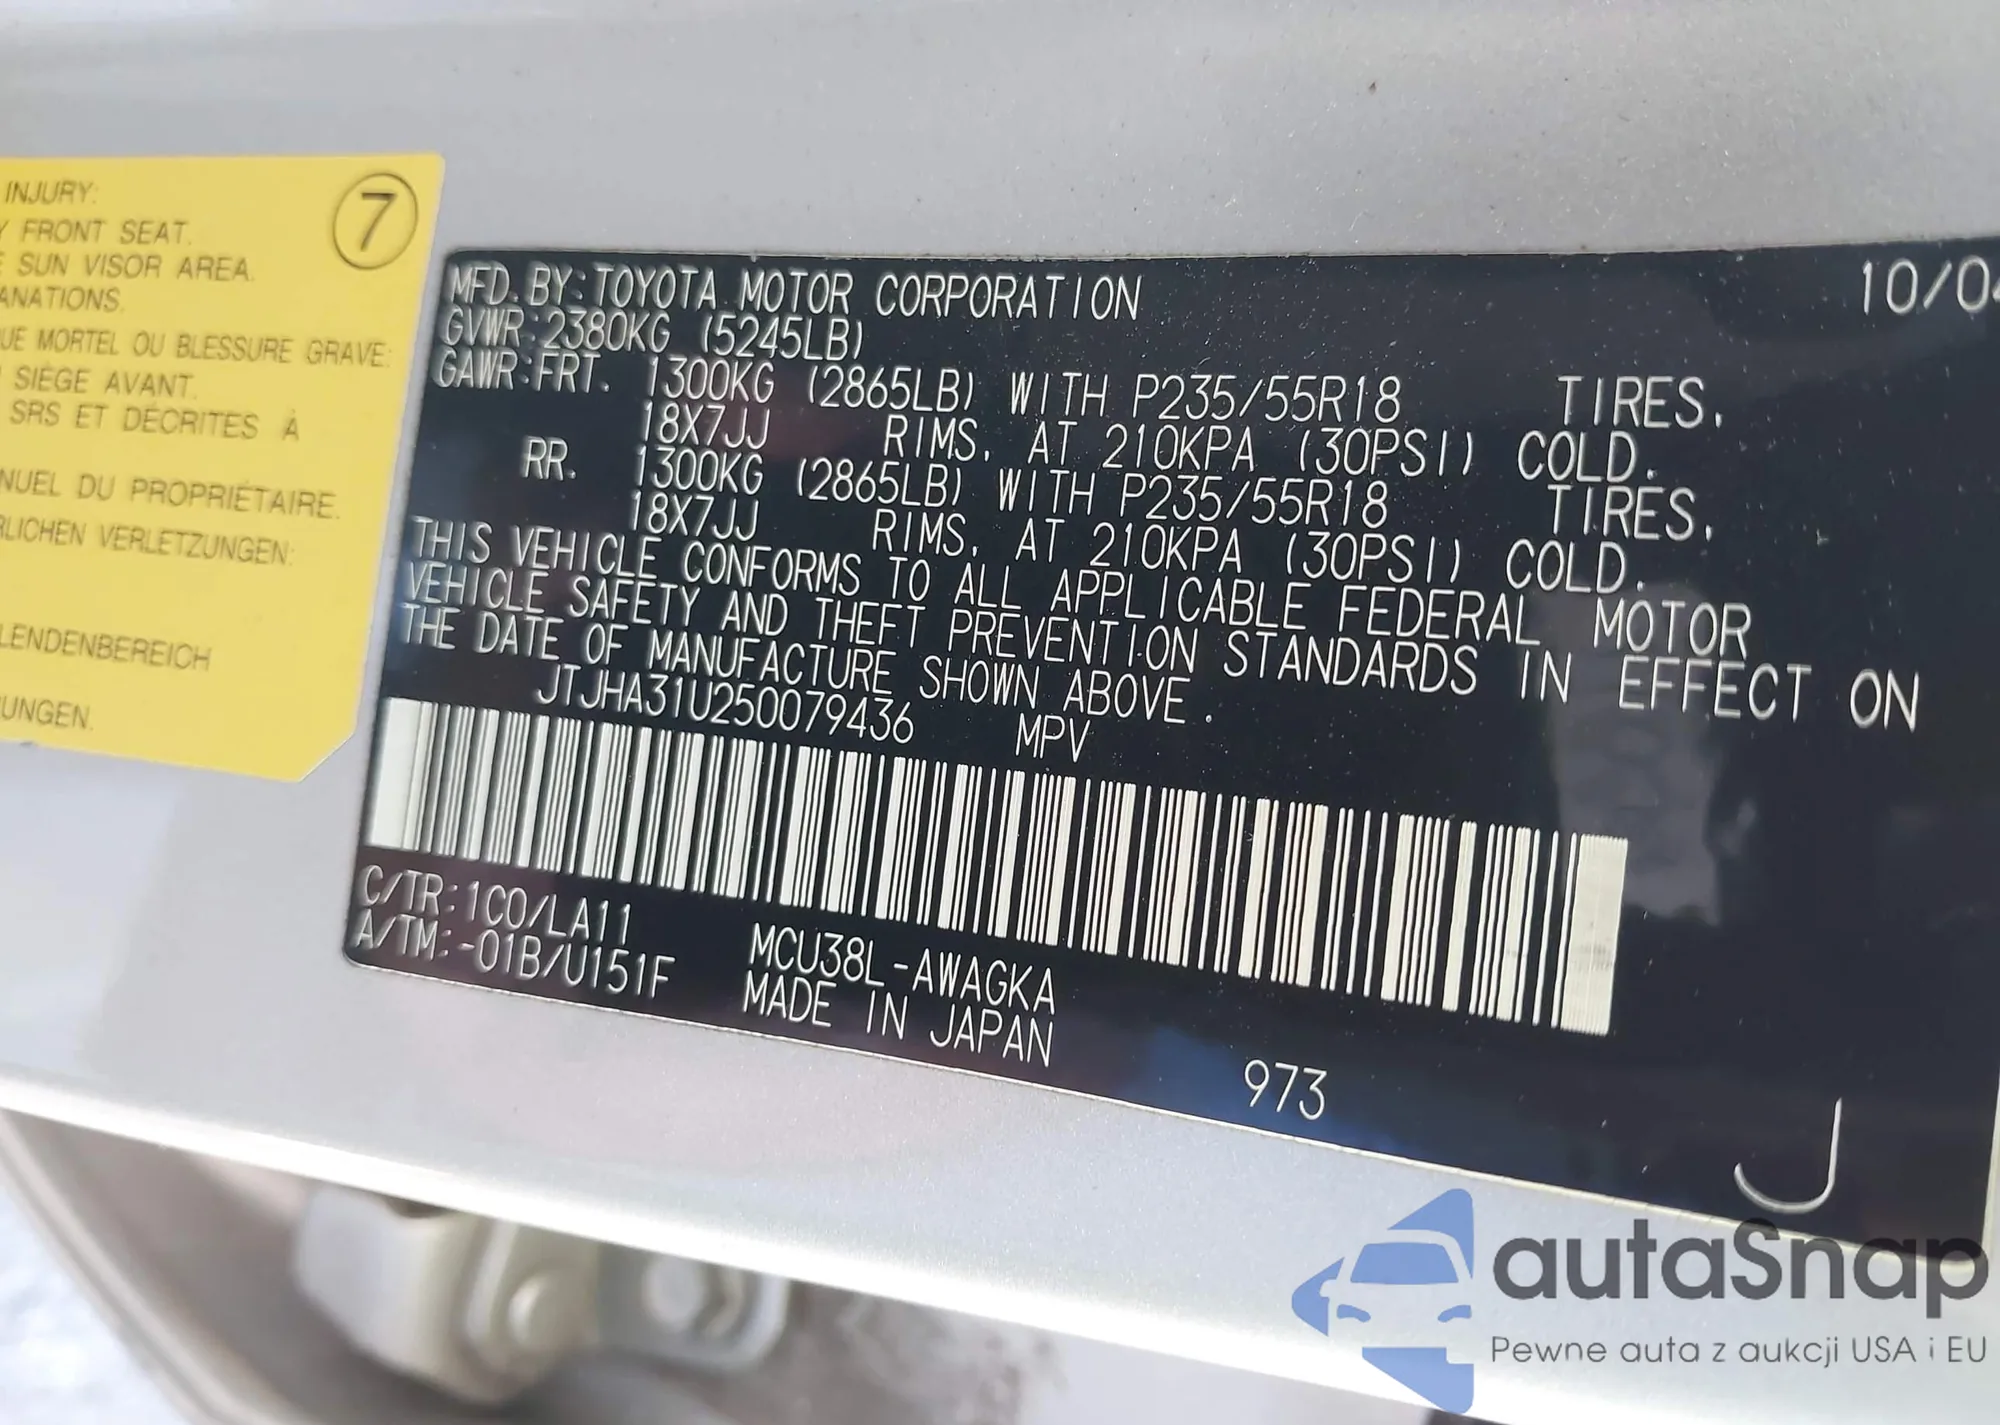 INJURY:
FRONT SEAT.
SUN VISOR AREA.
ANATIONS.
UE MORTEL OU BLESSURE GRAVE:
SIÈGE AVANT.
SRS ET DÉCRITES À
NUEL DU PROPRIÉTAIRE.
RLICHEN VERLETZUNGEN:
LENDENBEREICH
UNGEN.
7
MFD. BY: TOYOTA MOTOR CORPORATION 10/04
GVWR: 2380KG (5245LB)
GAWR: FRT. 1300KG (2865LB) WITH P235/55R18 TIRES,
18X7JJ RIMS, AT 210KPA (30PSI) COLD.
RR. 1300KG (2865LB) WITH P235/55R18 TIRES,
18X7JJ RIMS, AT 210KPA (30PSI) COLD.
THIS VEHICLE CONFORMS TO ALL APPLICABLE FEDERAL MOTOR
VEHICLE SAFETY AND THEFT PREVENTION STANDARDS IN EFFECT ON
THE DATE OF MANUFACTURE SHOWN ABOVE.
JTJHA31U250079436 MPV
C/TR: 1C0/LA11
A/TM: -01B/U151F
MCU38L-AWAGKA
MADE IN JAPAN
973
J
autaSnap
Pewne auta z aukcji USA i EU